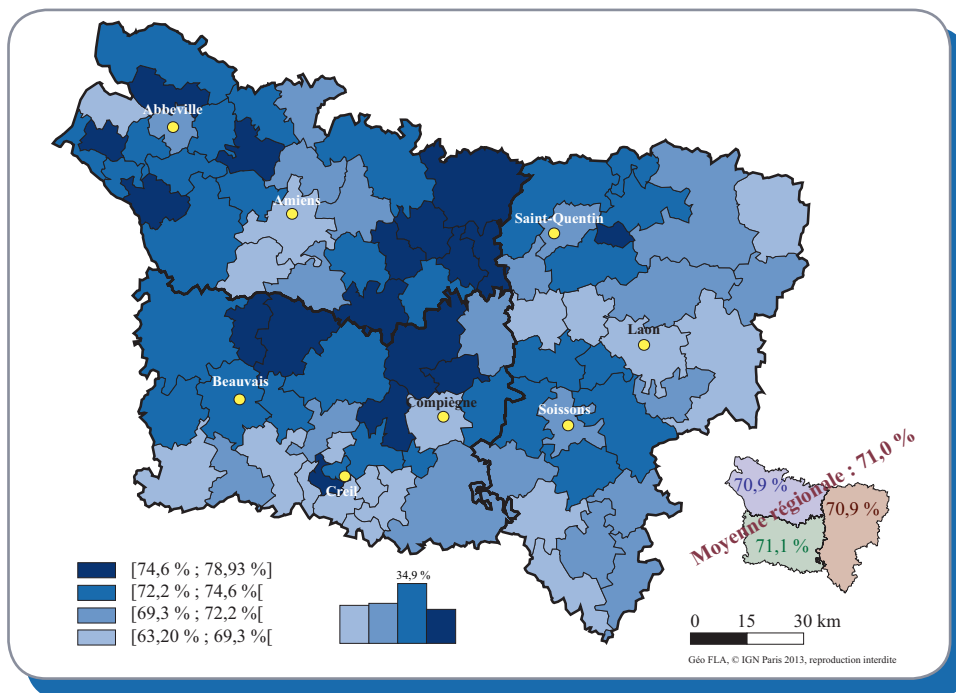 Abbeville
Amiens
Saint-Quentin
Laon
Beauvais
Compiègne
Soissons
Creil
Moyenne régionale : 71,0 %
70,9 %
70,9 %
71,1 %
[74,6 % ; 78,93 %]
[72,2 % ; 74,6 %[
[69,3 % ; 72,2 %[
[63,20 % ; 69,3 %[
34,9 %
0 15 30 km
Géo FLA, © IGN Paris 2013, reproduction interdite